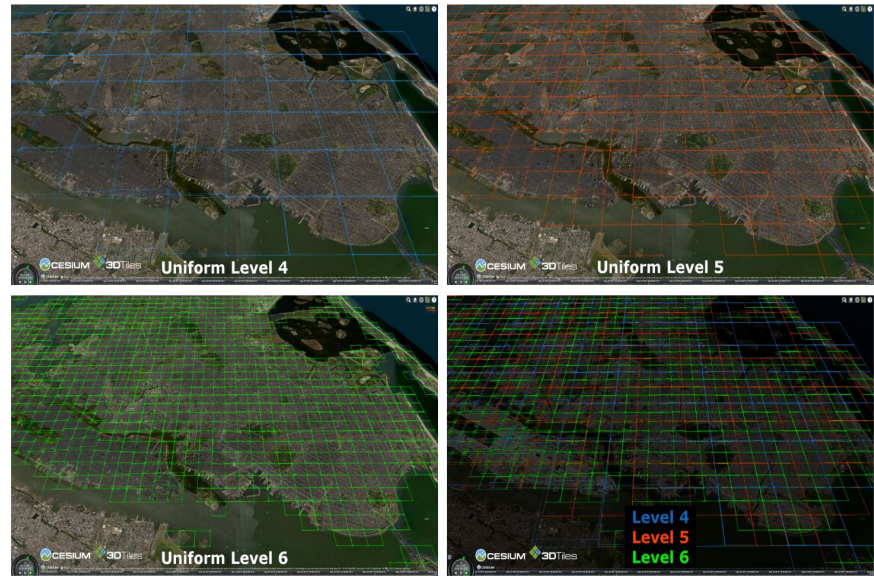 CESIUM 3DTiles
Uniform Level 4
CESIUM 3DTiles
Uniform Level 5
CESIUM 3DTiles
Uniform Level 6
CESIUM 3DTiles
Level 4
Level 5
Level 6